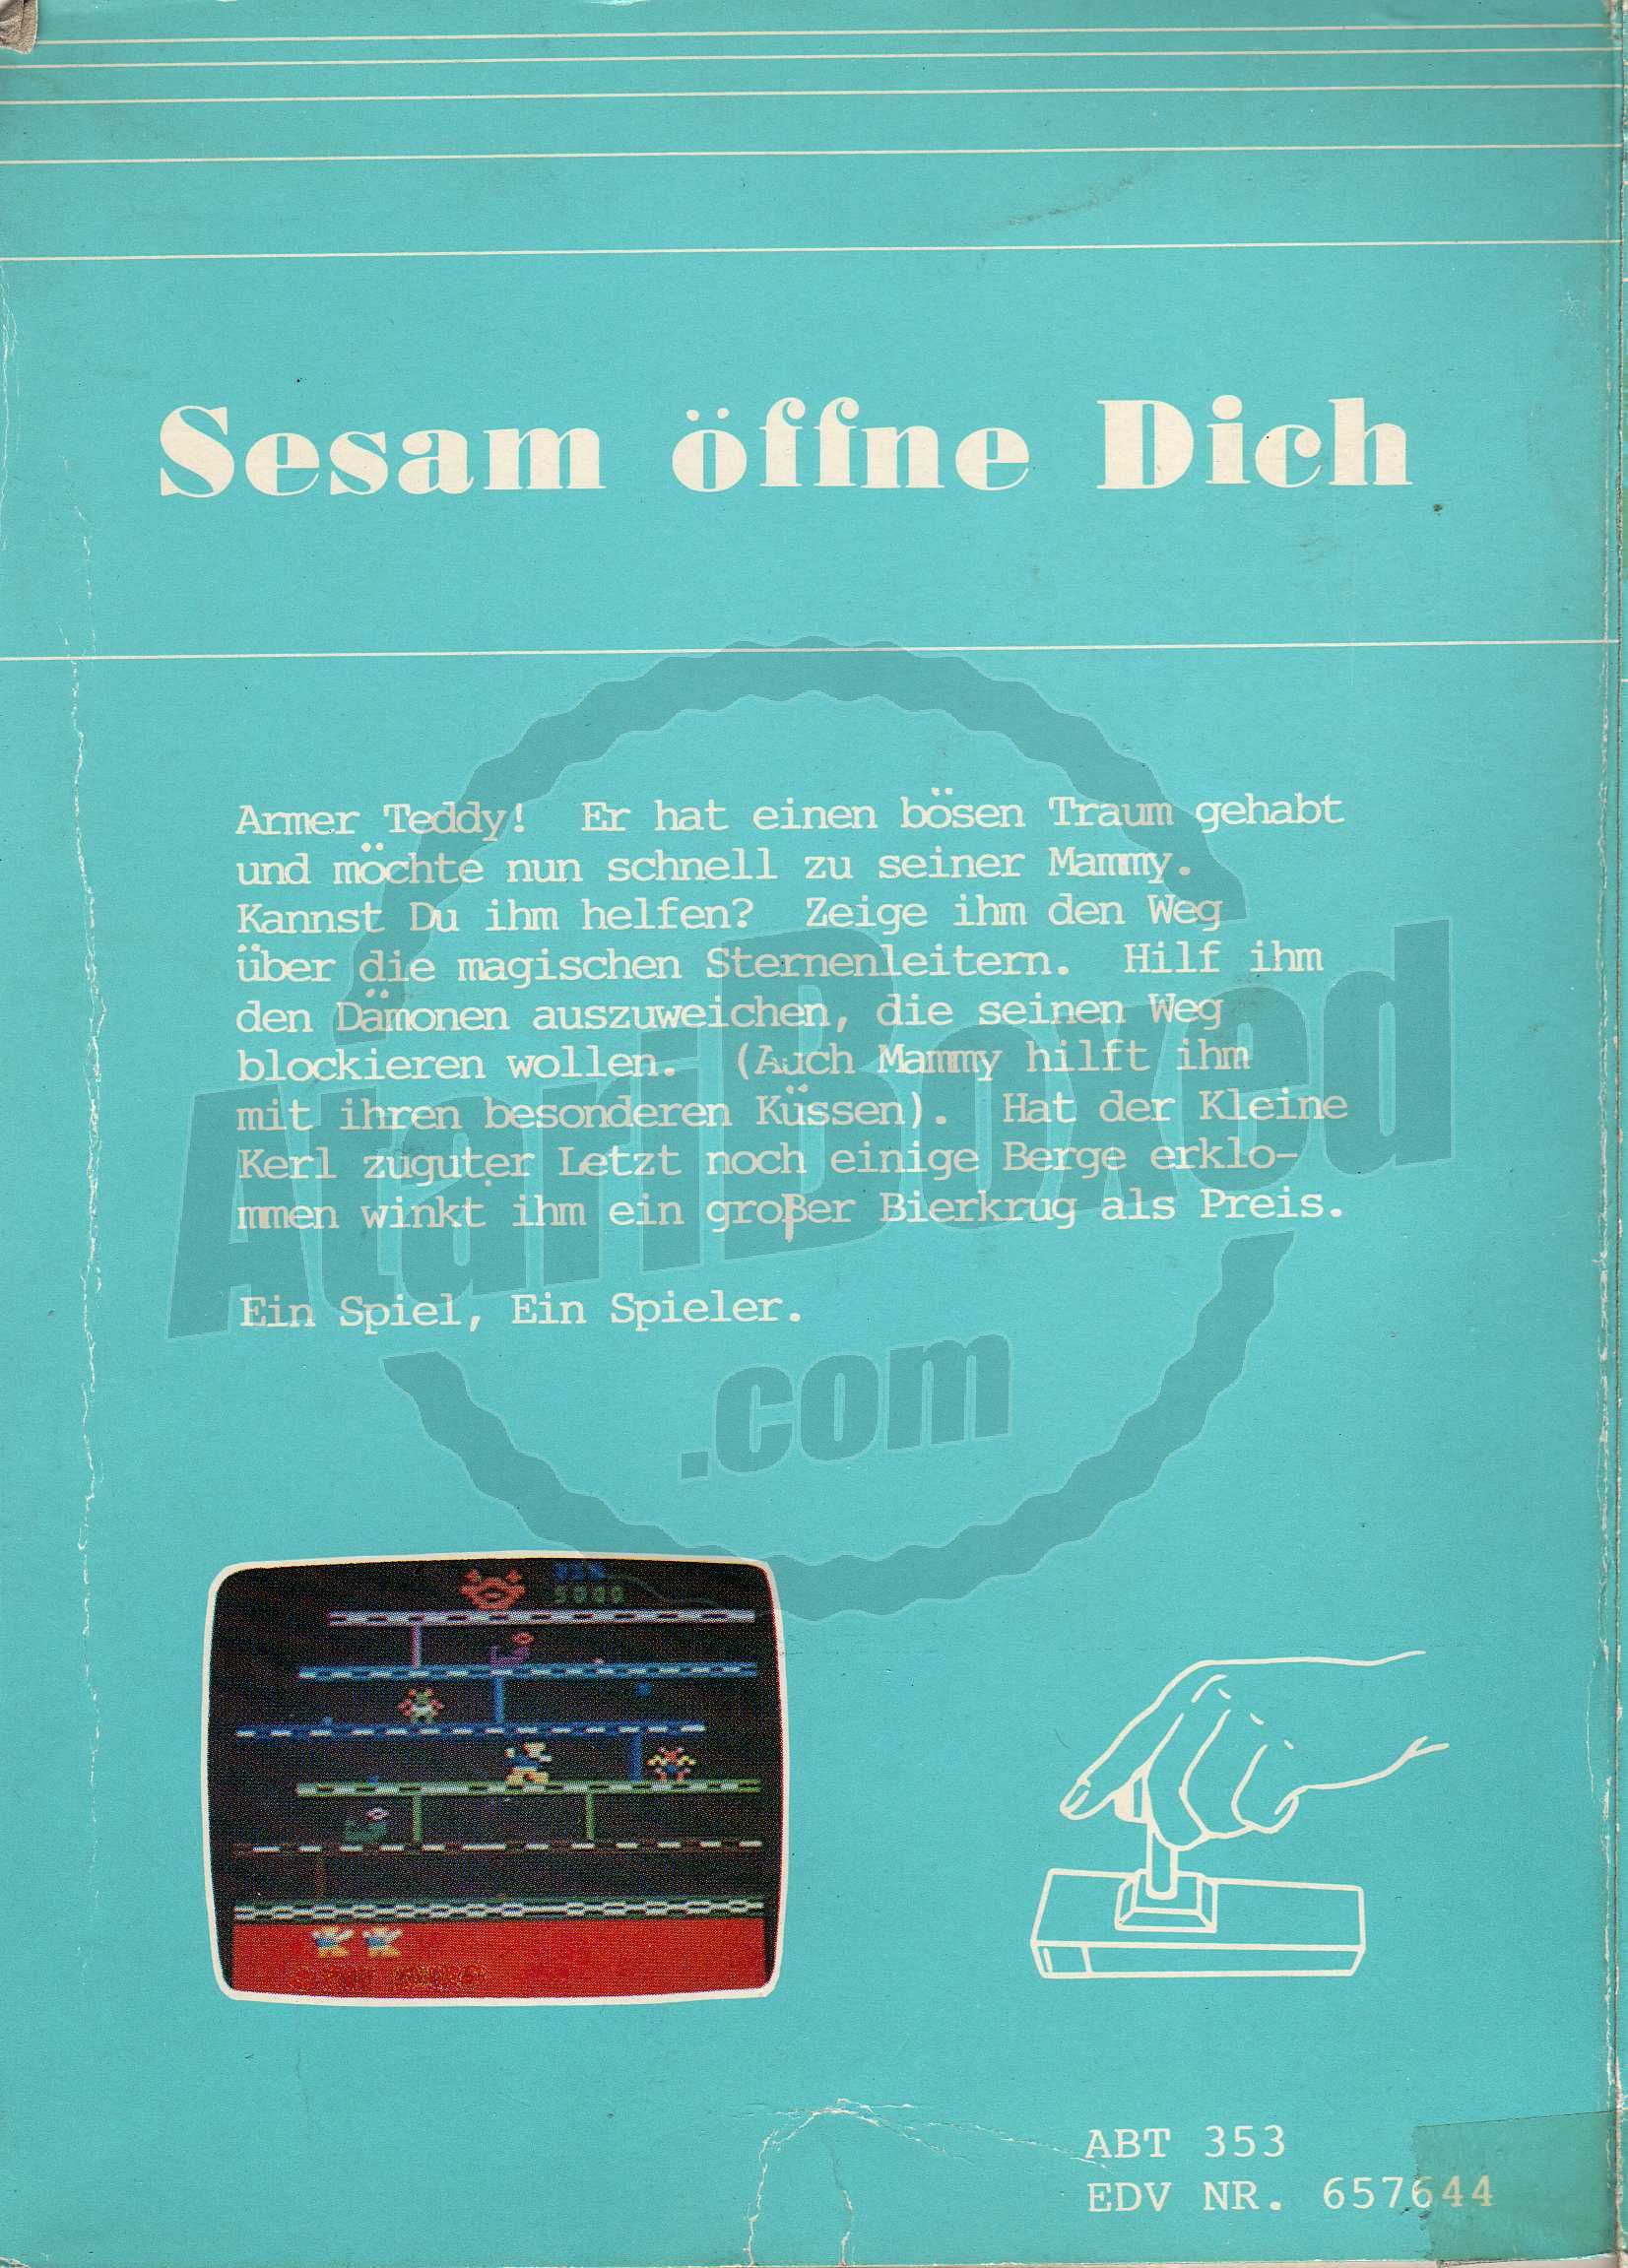 Sesam öffne Dich
Armer Teddy!  Er hat einen bösen Traum gehabt
und möchte nun schnell zu seiner Mammy.
Kannst Du ihm helfen?  Zeige ihm den Weg
über die magischen Sternenleitern.  Hilf ihm
den Dämonen auszuweichen, die seinen Weg
blockieren wollen.  (Auch Mammy hilft ihm
mit ihren besonderen Küssen).  Hat der Kleine
Kerl zuguter Letzt noch einige Berge erklo-
mmen winkt ihm ein großer Bierkrug als Preis.
Ein Spiel, Ein Spieler.
AtariBoxed
.com
5000
ABT 353
EDV NR. 657644